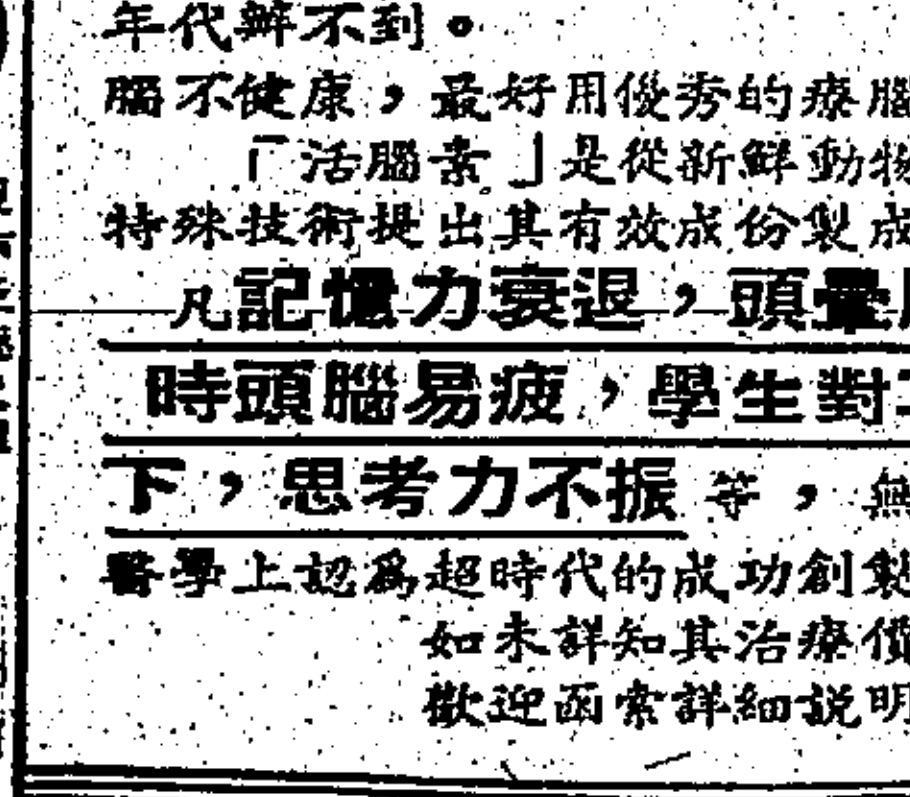 年代辦不到。
腦不健康，最好用優秀的療腦
「活腦素」是從新鮮動物
特殊技術提出其有效成份製成
凡記憶力衰退，頭暈
時頭腦易疲，學生對
下，思考力不振等，無
醫學上認爲超時代的成功創製
如未詳知其治療價
歡迎函索詳細説明